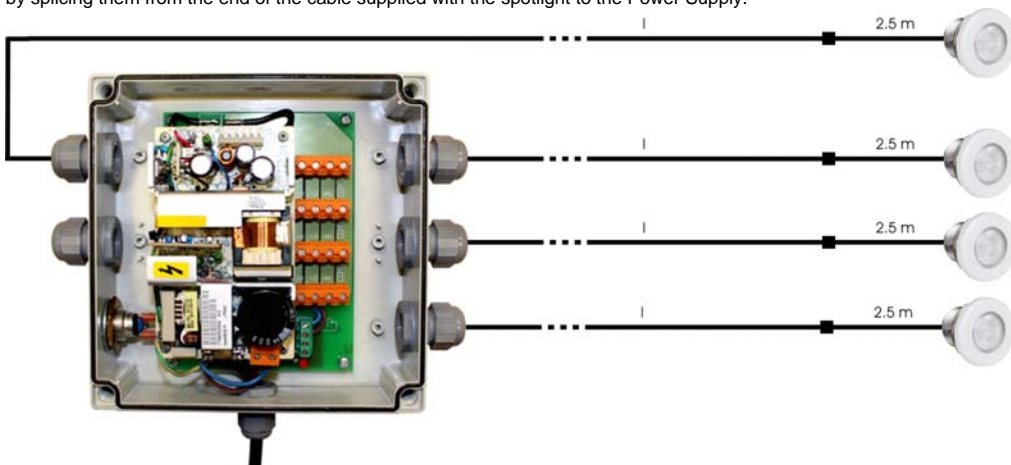 by splicing them from the end of the cable supplied with the spotlight to the Power Supply.
l 2.5 m
l 2.5 m
l 2.5 m
l 2.5 m